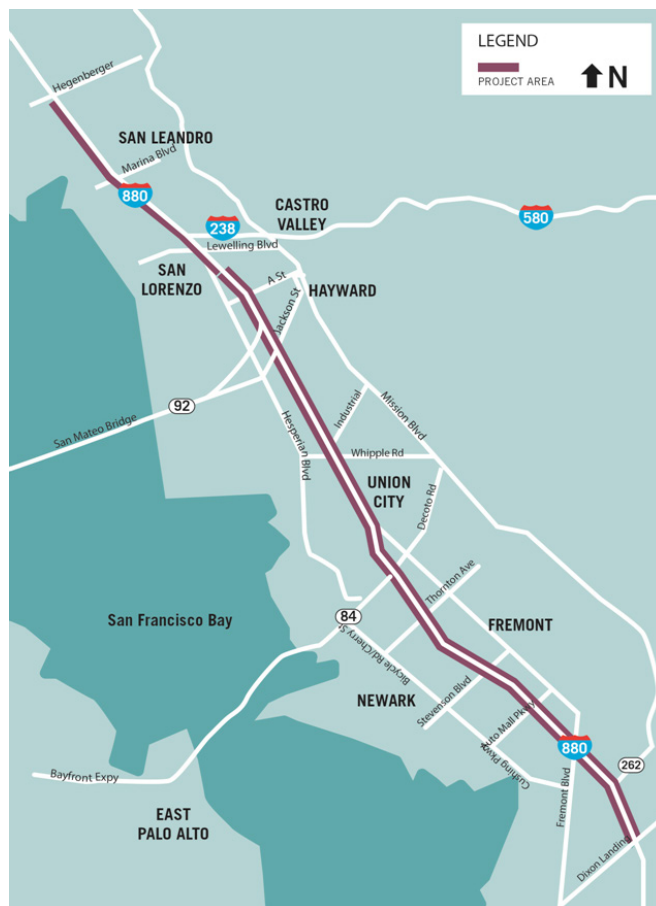 LEGEND
PROJECT AREA
N
Hegenberger
SAN LEANDRO
Marina Blvd
880
CASTRO
VALLEY
580
238
Lewelling Blvd
SAN
LORENZO
A St
HAYWARD
Jackson St
92
San Mateo Bridge
Hesperian Blvd
Industrial
Mission Blvd
Whipple Rd
UNION
CITY
Decoto Rd
Thornton Ave
San Francisco Bay
84
FREMONT
Bicycle Rd/Cherry St
NEWARK
Stevenson Blvd
Auto Mall Pkwy
Cushing Pkwy
880
262
Fremont Blvd
Bayfront Expy
EAST
PALO ALTO
Dixon Landing